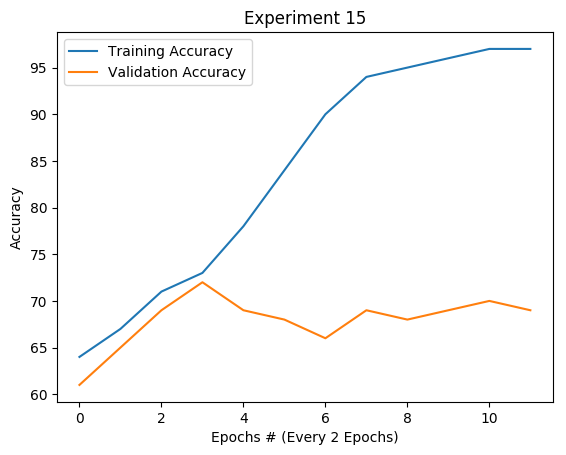 Experiment 15
Training Accuracy
Validation Accuracy
95
90
85
80
75
70
65
60
Accuracy
0 2 4 6 8 10
Epochs # (Every 2 Epochs)